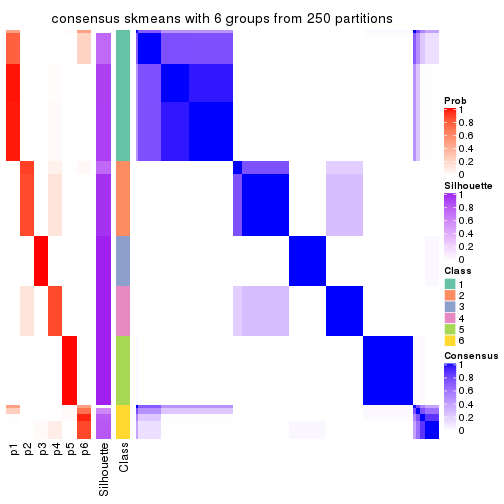 consensus skmeans with 6 groups from 250 partitions
Prob
1
0.8
0.6
0.4
0.2
0
Silhouette
1
0.8
0.6
0.4
0.2
0
Class
1
2
3
4
5
6
Consensus
1
0.8
0.6
0.4
0.2
0
p1
p2
p3
p4
p5
p6
Silhouette
Class